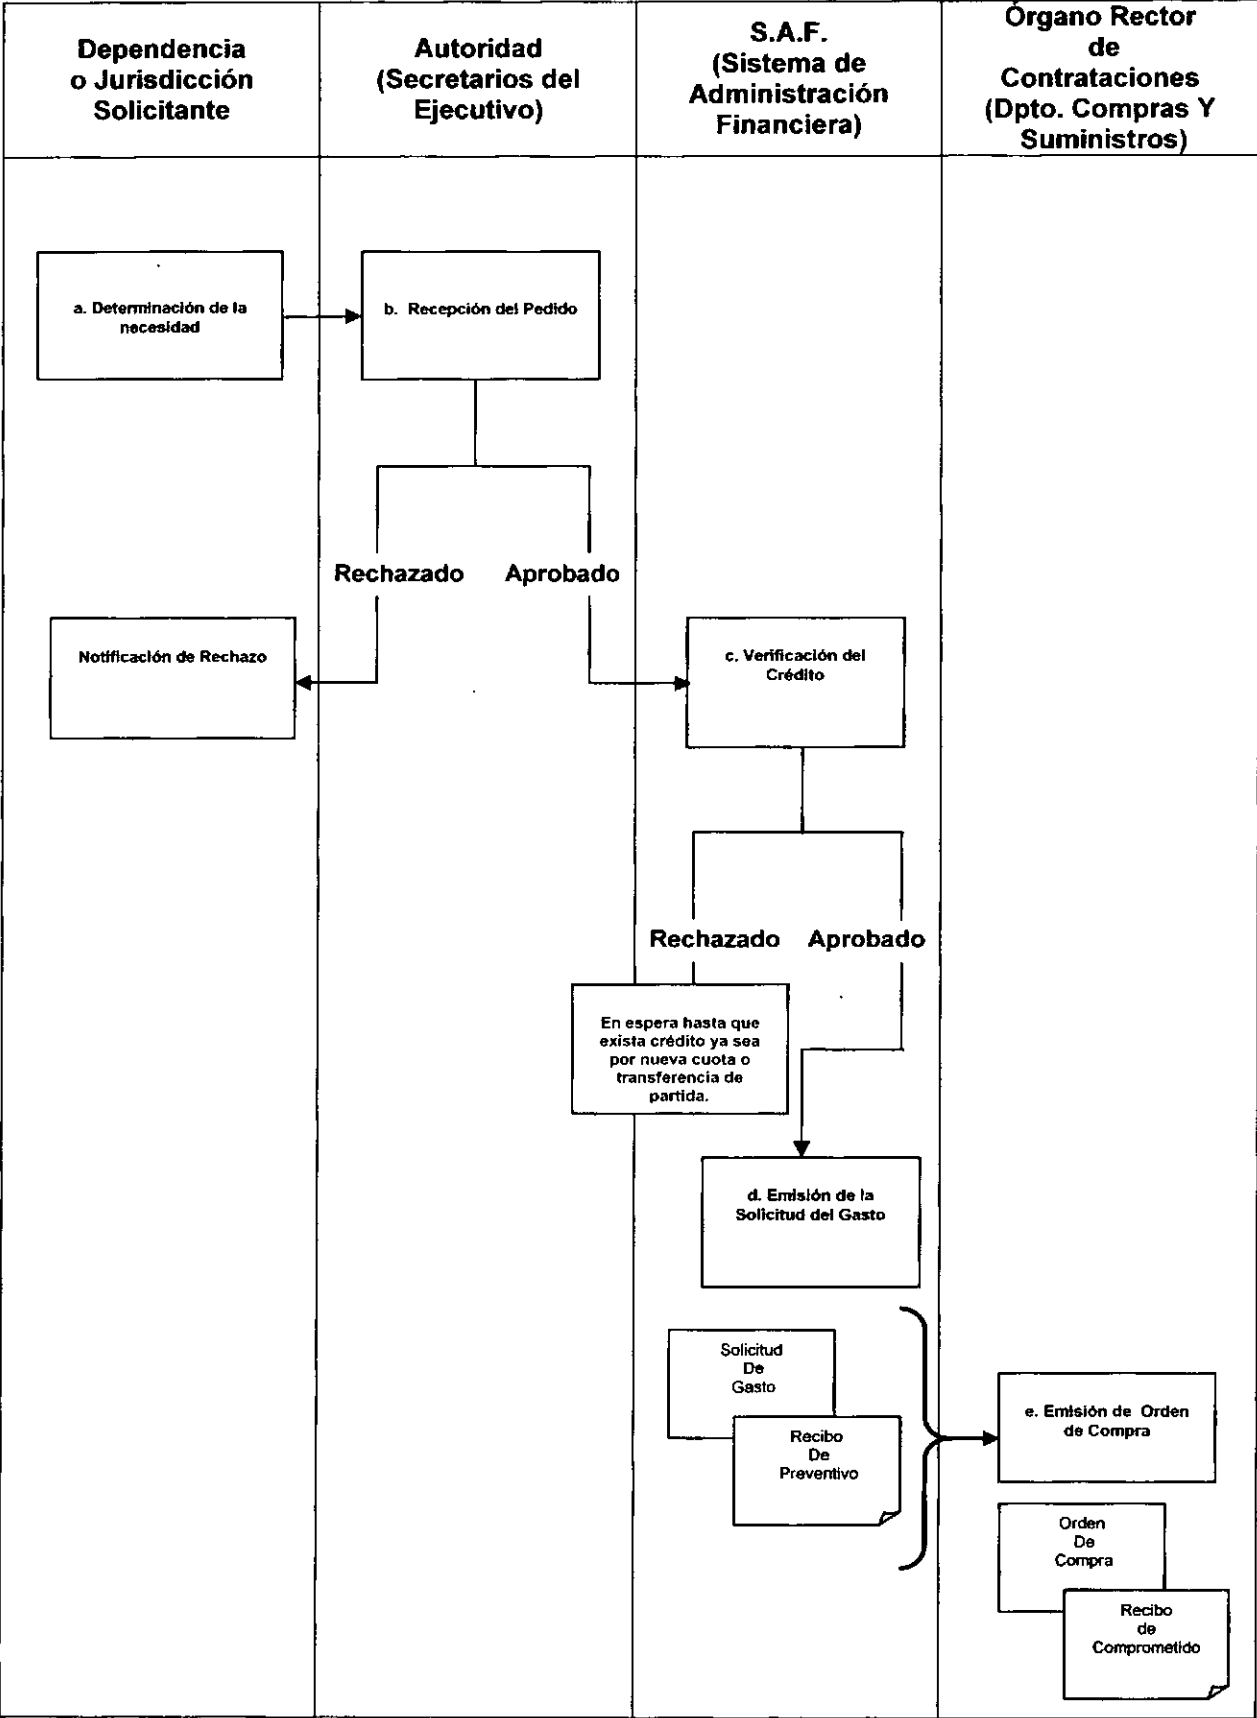 Dependencia
o Jurisdicción
Solicitante
Autoridad
(Secretarios del
Ejecutivo)
S.A.F.
(Sistema de
Administración
Financiera)
Órgano Rector
de
Contrataciones
(Dpto. Compras Y
Suministros)
a. Determinación de la
necesidad
b. Recepción del Pedido
Rechazado
Aprobado
Notificación de Rechazo
c. Verificación del
Crédito
Rechazado
Aprobado
En espera hasta que
exista crédito ya sea
por nueva cuota o
transferencia de
partida.
d. Emisión de la
Solicitud del Gasto
Solicitud
De
Gasto
Recibo
De
Preventivo
e. Emisión de Orden
de Compra
Orden
De
Compra
Recibo
de
Comprometido